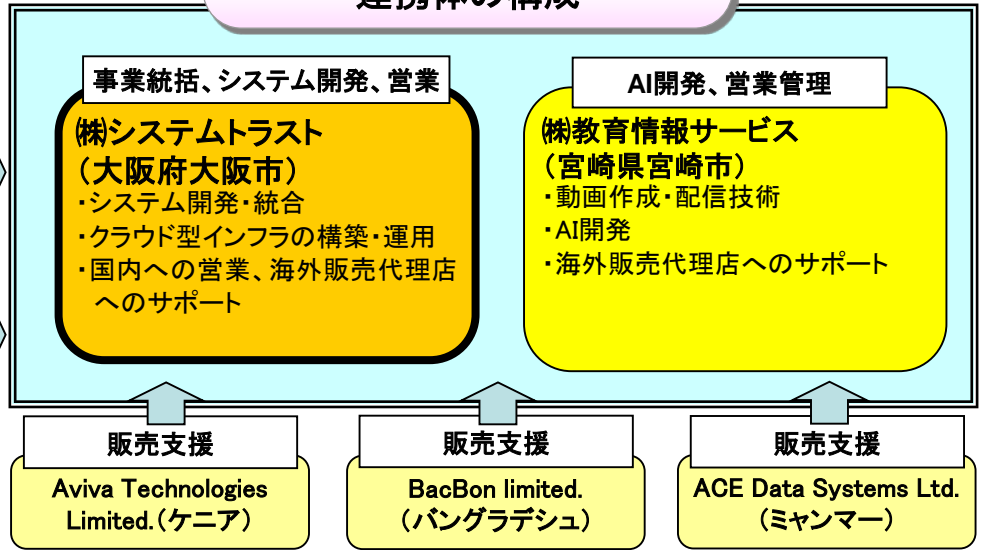 連携体の構成
事業統括、システム開発、営業
㈱システムトラスト
（大阪府大阪市）
・システム開発・統合
・クラウド型インフラの構築・運用
・国内への営業、海外販売代理店
へのサポート
AI開発、営業管理
㈱教育情報サービス
（宮崎県宮崎市）
・動画作成・配信技術
・AI開発
・海外販売代理店へのサポート
販売支援
Aviva Technologies
Limited.（ケニア）
販売支援
BacBon limited.
（バングラデシュ）
販売支援
ACE Data Systems Ltd.
（ミャンマー）